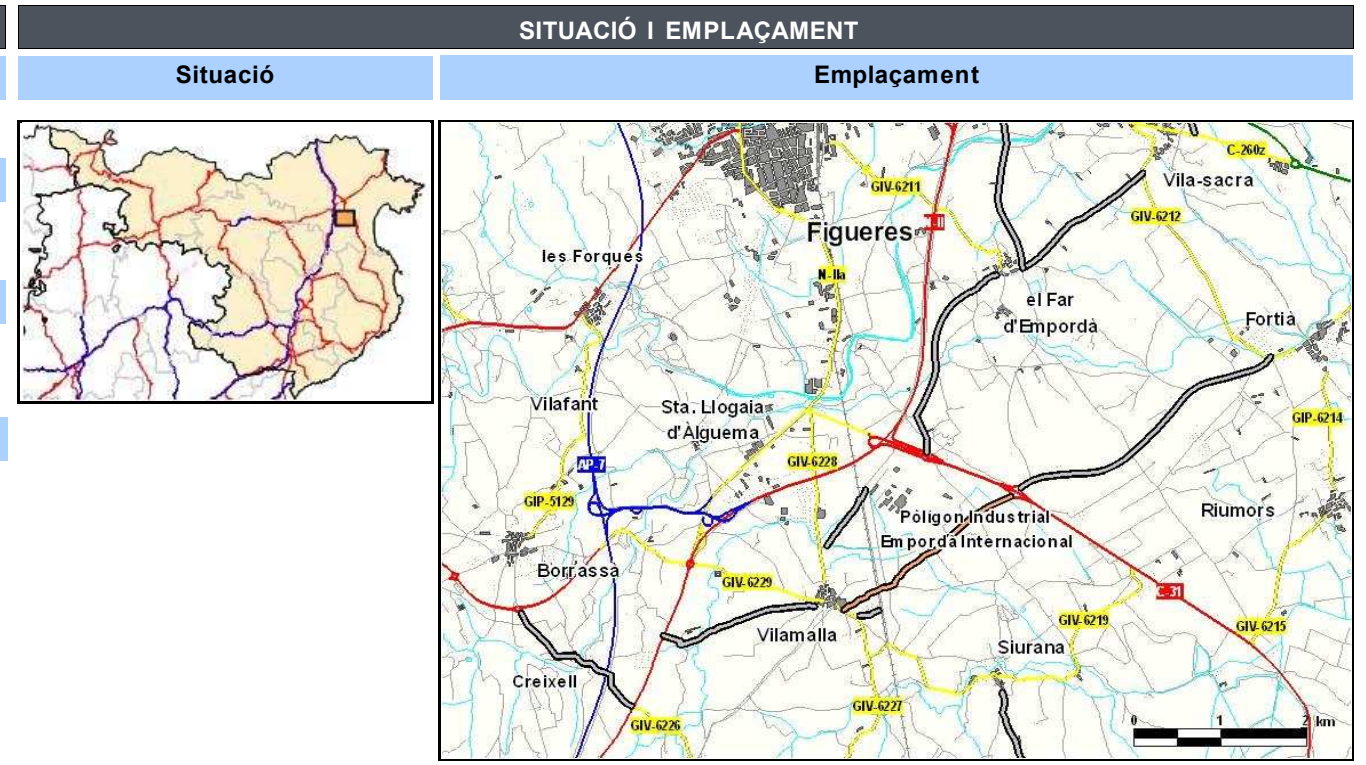 SITUACIÓ I EMPLAÇAMENT
Situació
Emplaçament
C-260z
Vila-sacra
GIV-6211
GIV-6212
N-II
Figueres
les Forques
N-IIa
el Far
d'Empordà
Fortià
Vilafant
Sta. Llogaia
d'Àlguema
GIP-6214
AP-7
GIV-6228
GIP-5129
Polígon Industrial
Empordà Internacional
Riumors
Borrassa
GIV-6229
C-31
GIV-6219
GIV-6215
Vilamalla
Siurana
Creixell
GIV-6227
GIV-6226
0 1 2 km